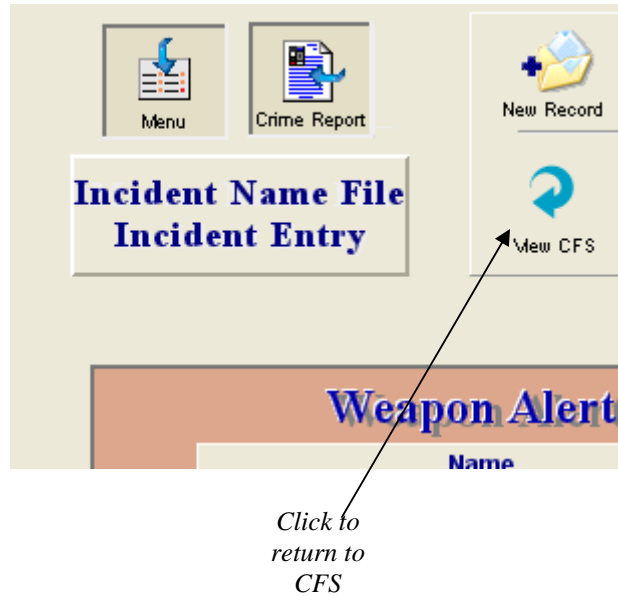 Menu
Crime Report
New Record
Incident Name File
Incident Entry
View CFS
Weapon Alert
Name
Click to
return to
CFS